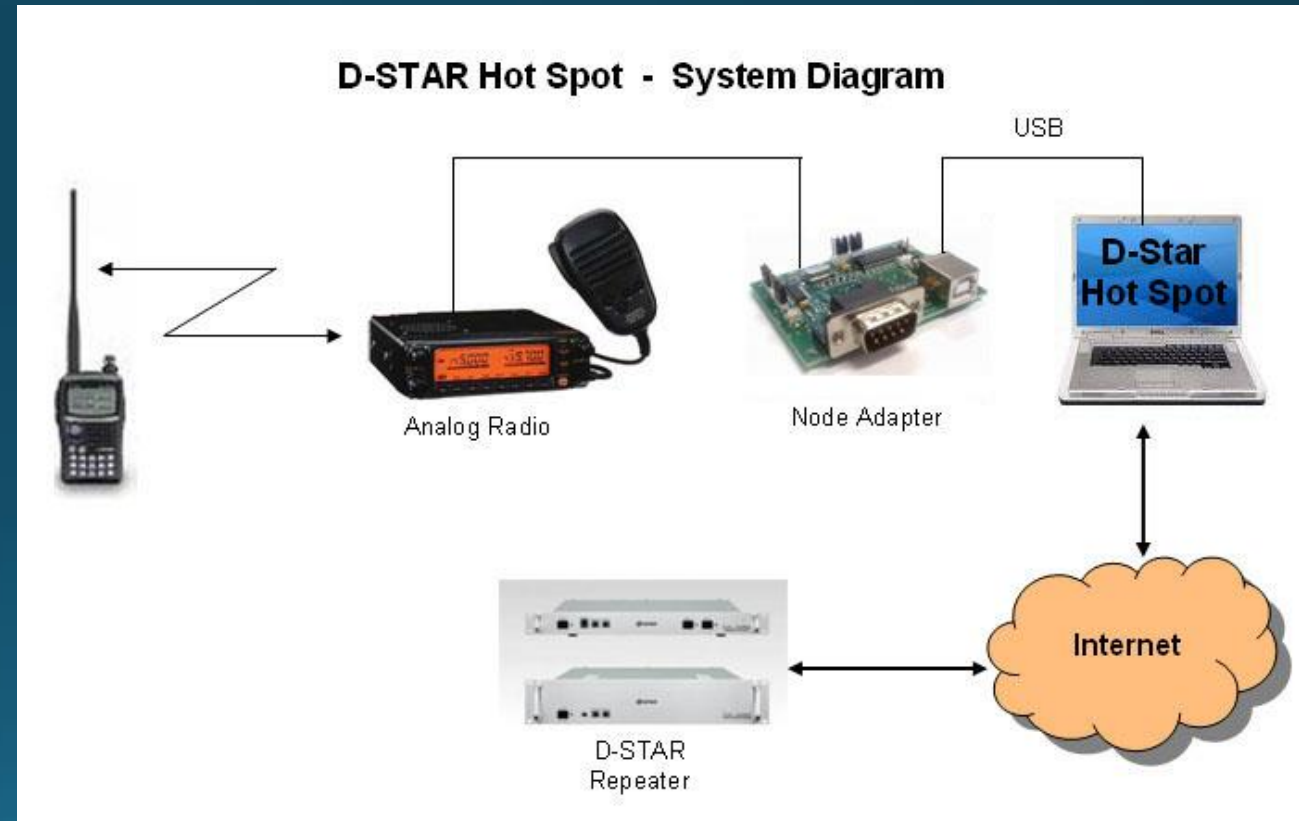 D-STAR Hot Spot - System Diagram
USB
D-Star
Hot Spot
Analog Radio
Node Adapter
Internet
D-STAR
Repeater